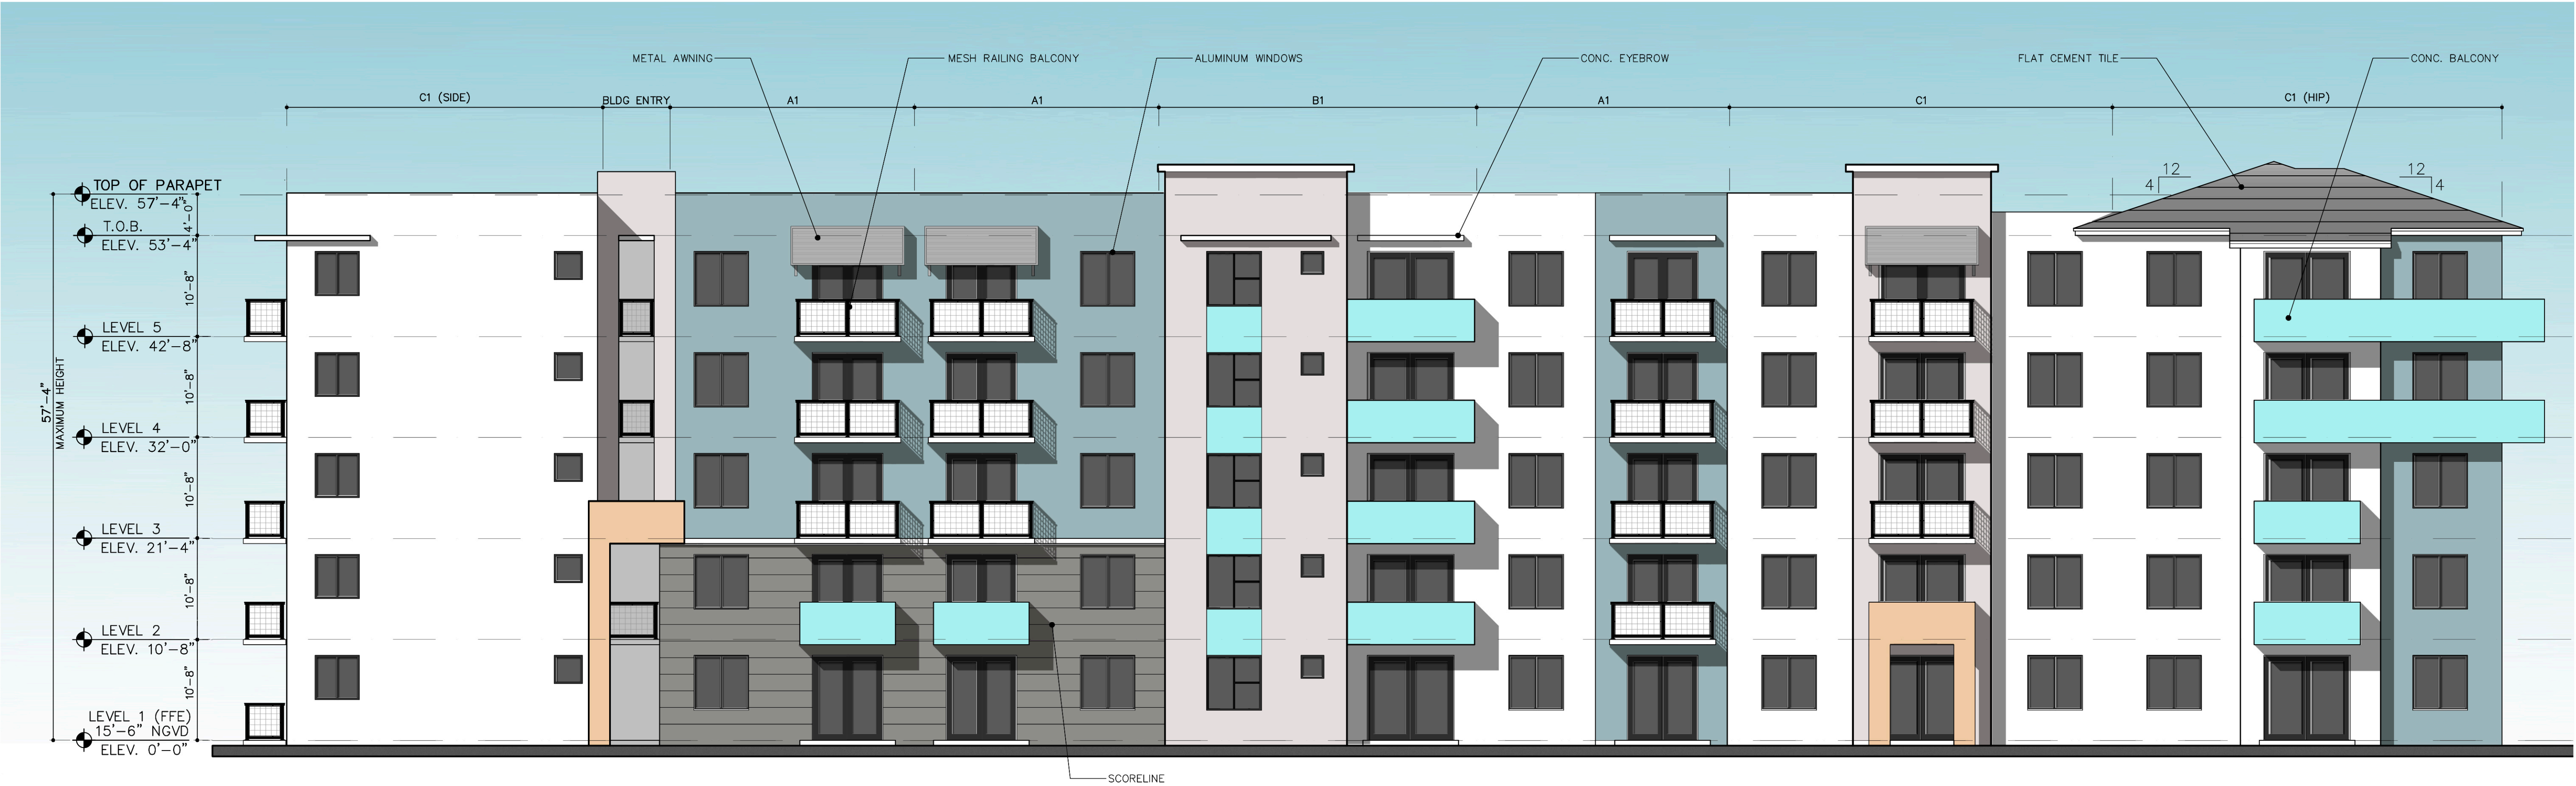 METAL AWNING
MESH RAILING BALCONY
ALUMINUM WINDOWS
CONC. EYEBROW
FLAT CEMENT TILE
CONC. BALCONY
C1 (SIDE)
BLDG ENTRY
A1
A1
B1
A1
C1
C1 (HIP)
12
4
12
4
TOP OF PARAPET
ELEV. 57'-4"
4'-0"
T.O.B.
ELEV. 53'-4"
10'-8"
LEVEL 5
ELEV. 42'-8"
10'-8"
57'-4"
MAXIMUM HEIGHT
LEVEL 4
ELEV. 32'-0"
10'-8"
LEVEL 3
ELEV. 21'-4"
10'-8"
LEVEL 2
ELEV. 10'-8"
10'-8"
LEVEL 1 (FFE)
15'-6" NGVD
ELEV. 0'-0"
SCORELINE